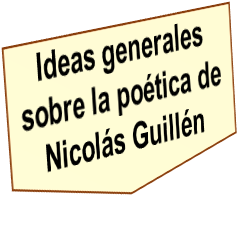 Ideas generales
sobre la poética de
Nicolás Guillén